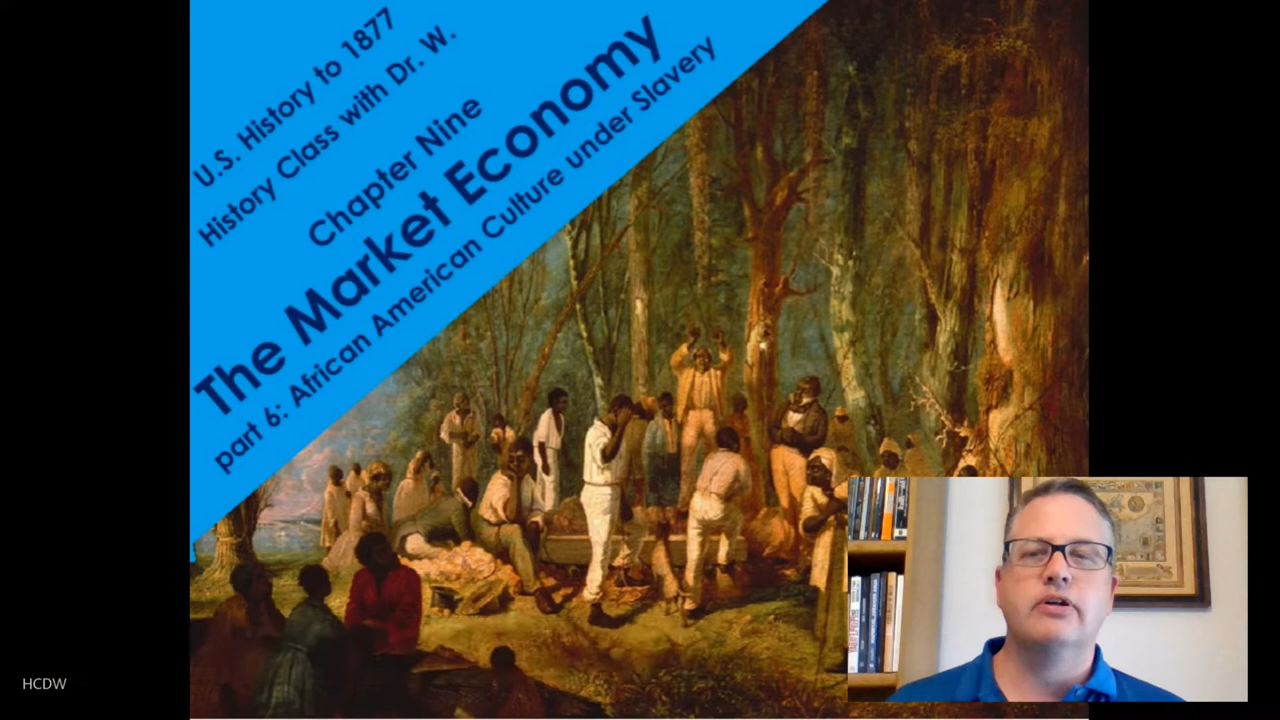 U.S. History to 1877
History Class with Dr. W.
Chapter Nine
The Market Economy
part 6: African American Culture under Slavery
HCDW